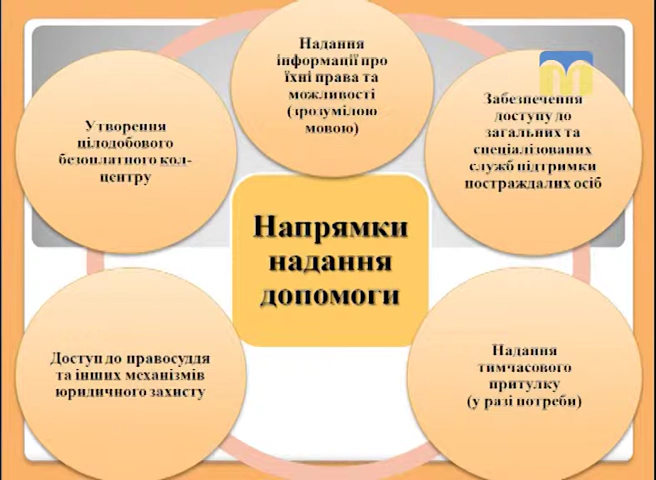 Надання
інформації про
їхні права та
можливості
(зрозумілою
мовою)
Забезпечення
доступу до
загальних та
спеціалізованих
служб підтримки
постраждалих осіб
Надання
тимчасового
притулку
(у разі потреби)
Доступ до правосуддя
та інших механізмів
юридичного захисту
Утворення
цілодобового
безоплатного кол-
центру
Напрямки
надання
допомоги